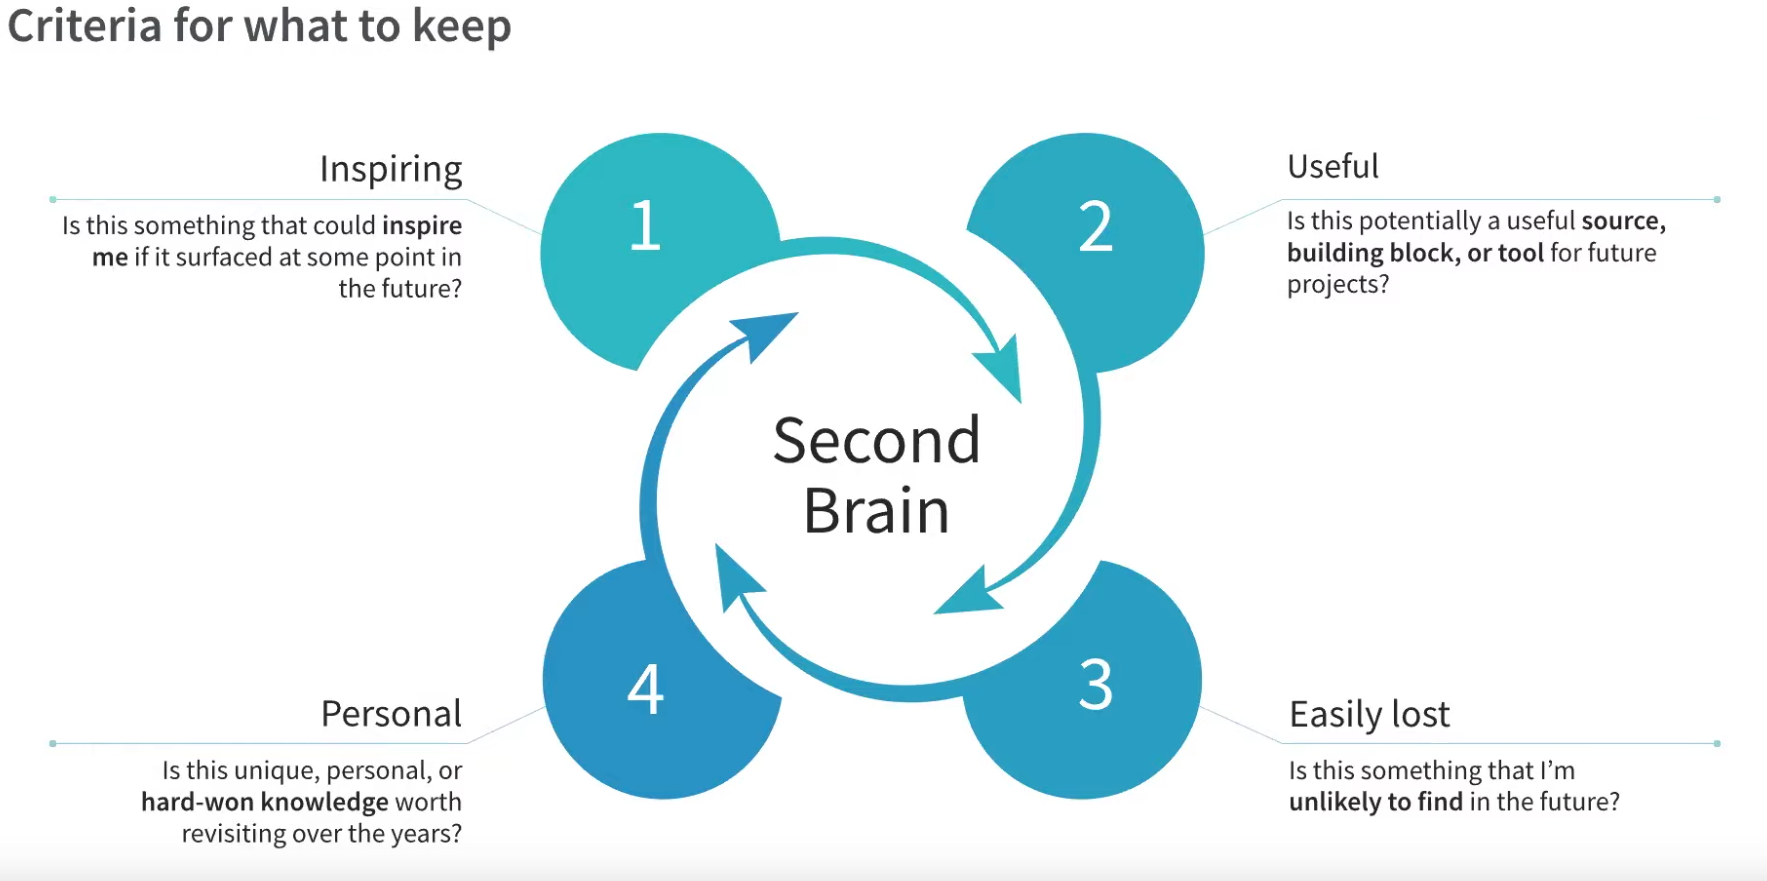 Criteria for what to keep
Inspiring
Is this something that could inspire
me if it surfaced at some point in
the future?
1
2
Useful
Is this potentially a useful source,
building block, or tool for future
projects?
Second
Brain
Personal
Is this unique, personal, or
hard-won knowledge worth
revisiting over the years?
4
3
Easily lost
Is this something that I’m
unlikely to find in the future?